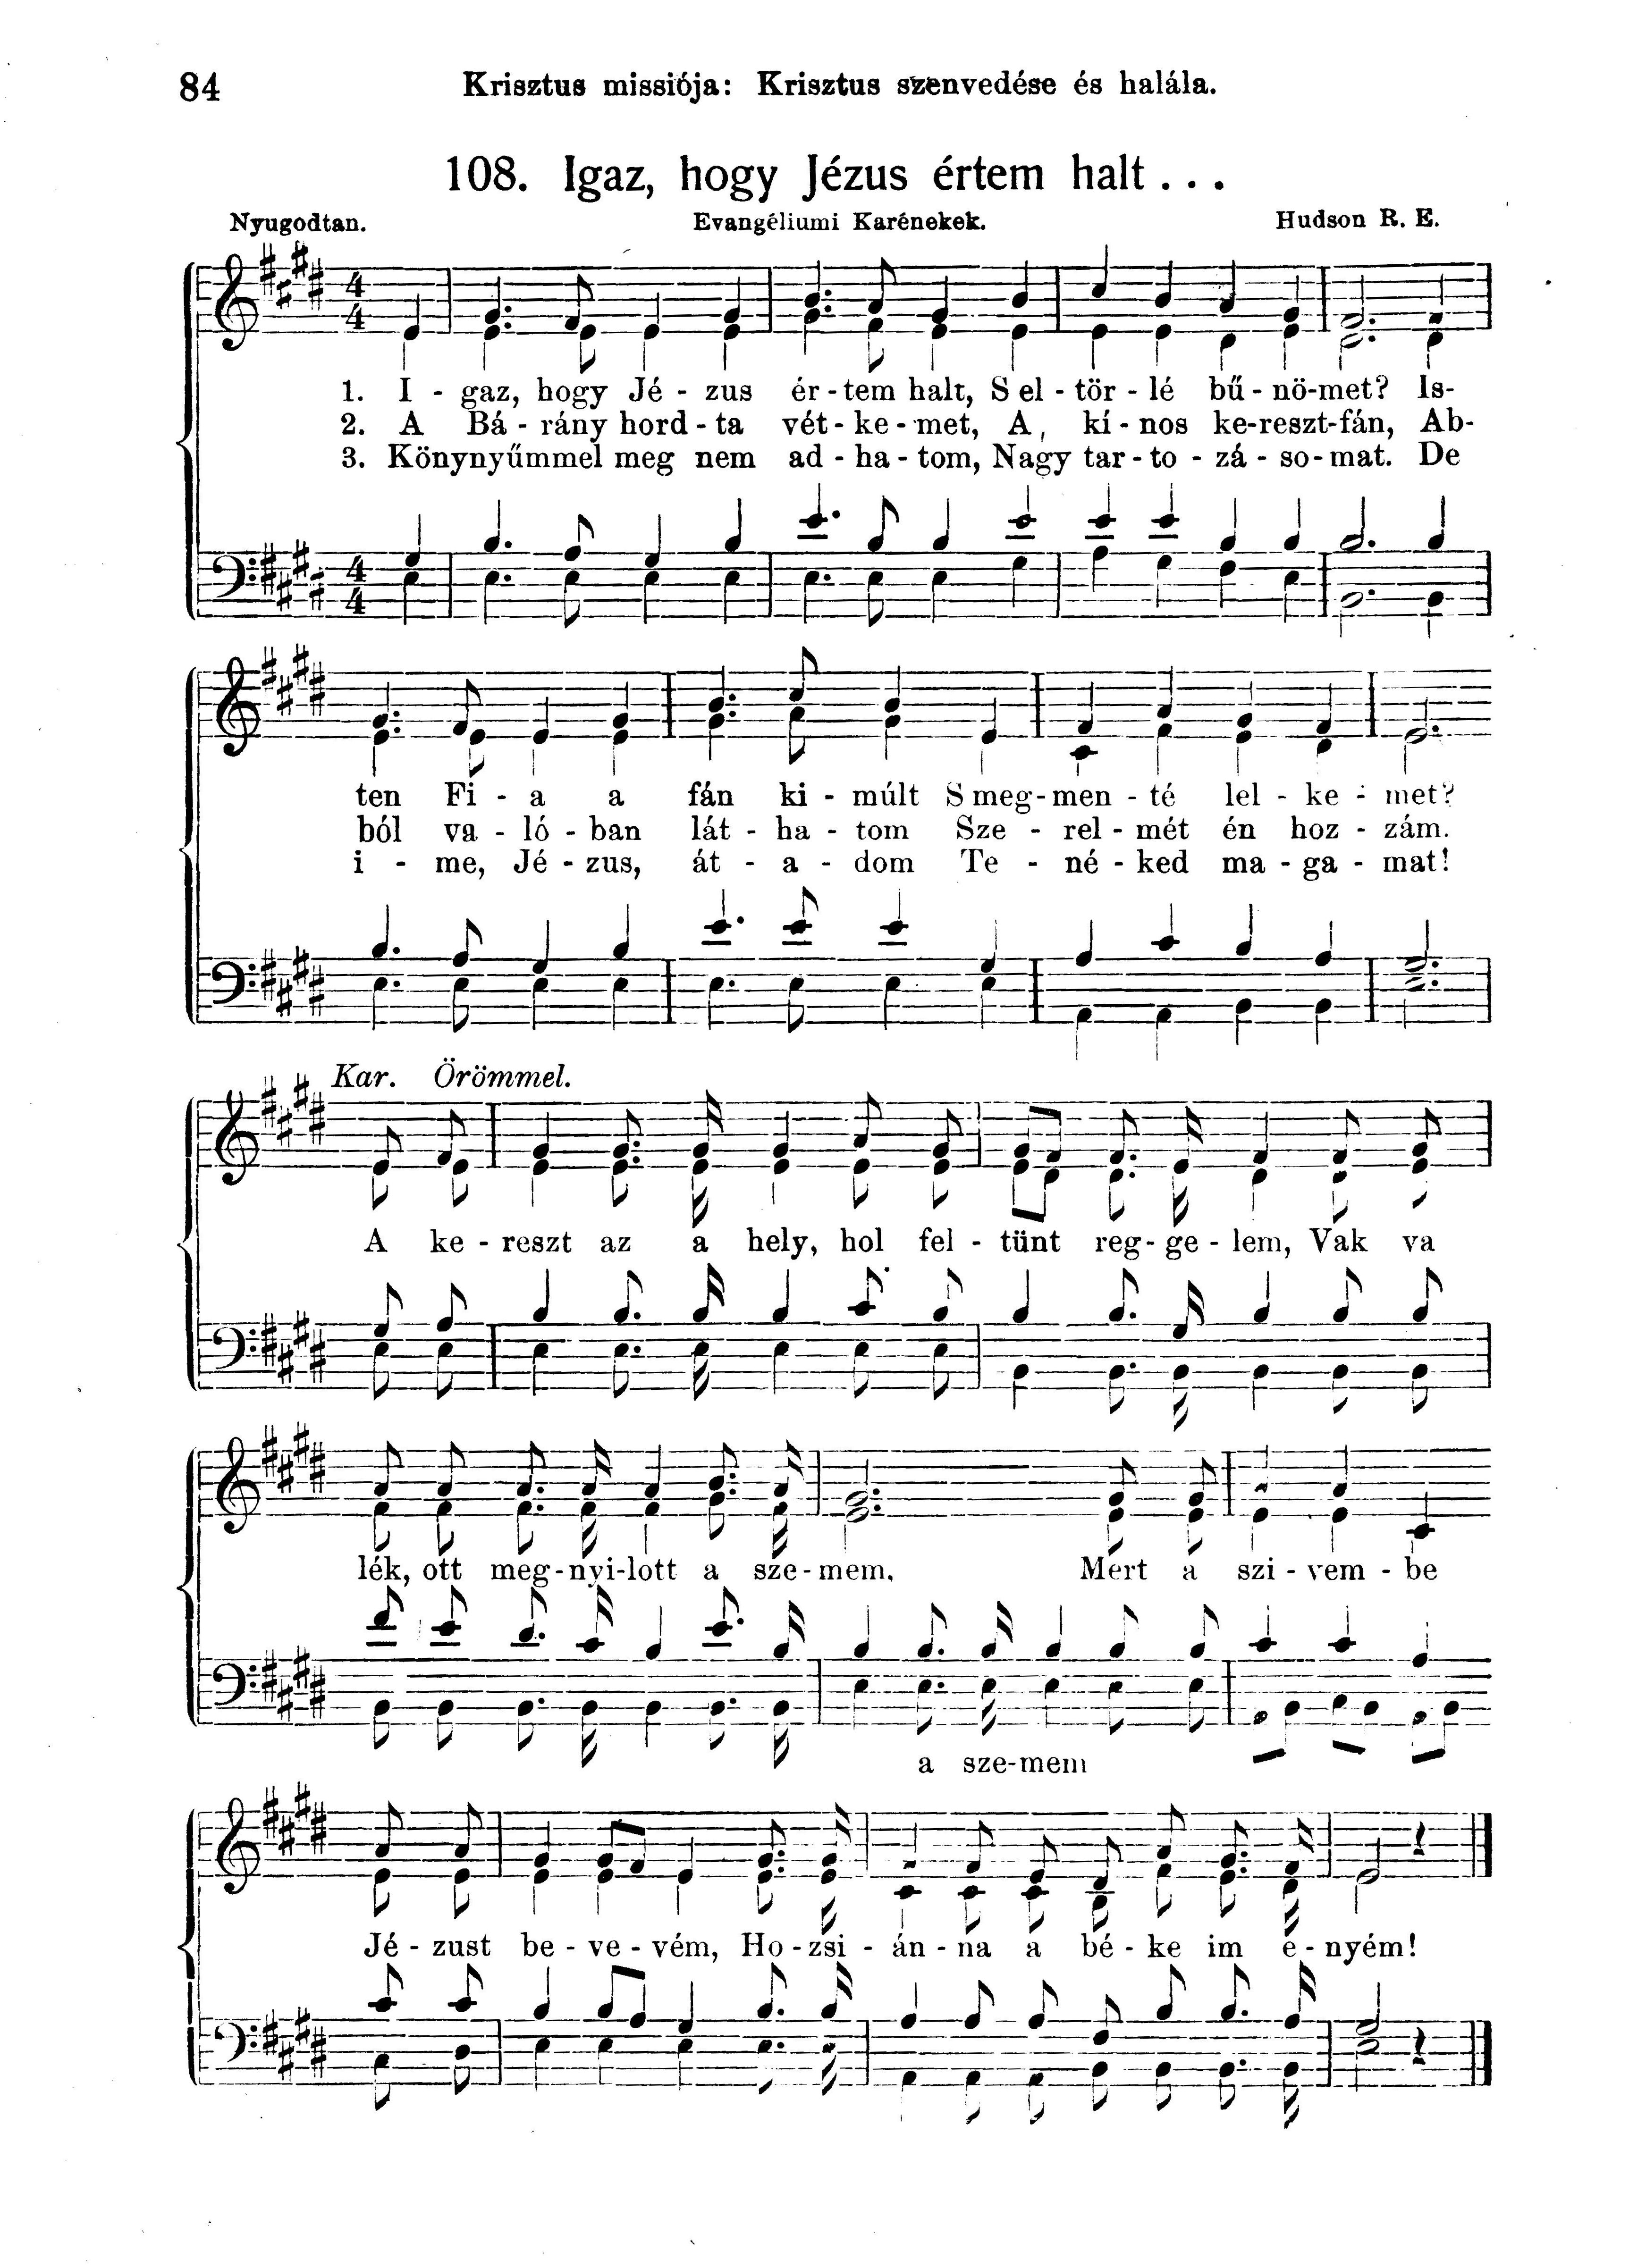 84
Krisztus missiója: Krisztus szenvedése és halála.
108. Igaz, hogy Jézus értem halt . . .
Nyugodtan. Evangéliumi Karénekek. Hudson R. E.
4 4
1. I - gaz, hogy Jé - zus ér - tem halt, S el - tör - lé bű - nö-met? Is-
2. A Bá - rány hord - ta vét - ke - met, A, kí - nos ke-reszt-fán, Ab-
3. Könynyűmmel meg nem ad - ha - tom, Nagy tar - to - zá - so-mat. De
4 4
ten Fi - a a fán ki - múlt S meg-men - té lel - ke - met?
ból va - ló - ban lát - ha - tom Sze - rel - mét én hoz - zám.
i - me, Jé - zus, át - a - dom Te - né - ked ma - ga - mat!
Kar. Örömmel.
A ke - reszt az a hely, hol fel - tünt reg - ge - lem, Vak va
lék, ott meg-nyi-lott a sze-mem. Mert a szi - vem - be
a sze-mem
Jé - zust be - ve - vém, Ho - zsi - án - na a bé - ke im e - nyém!